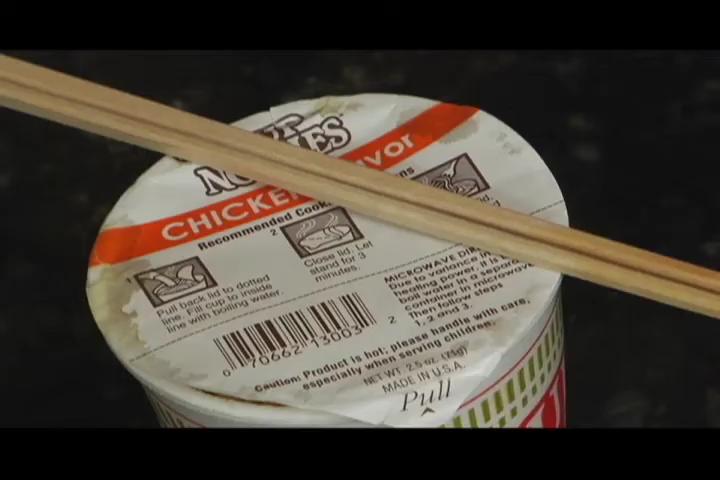 CHICKEN
Recommended
1
Pull back lid to dotted
line. Fill cup to inside
line with boiling water.
2
Close lid. Let
stand for 3
minutes.
MICROWAVE
Due to variance in
heating power, it is
boil water in a separate
container in microwave.
Then follow steps
1, 2 and 3.
0 70662 13003 2
Caution: Product is hot; please handle with care,
especially when serving children.
NET WT. 2.5 oz.
MADE IN U.S.A.
Pull